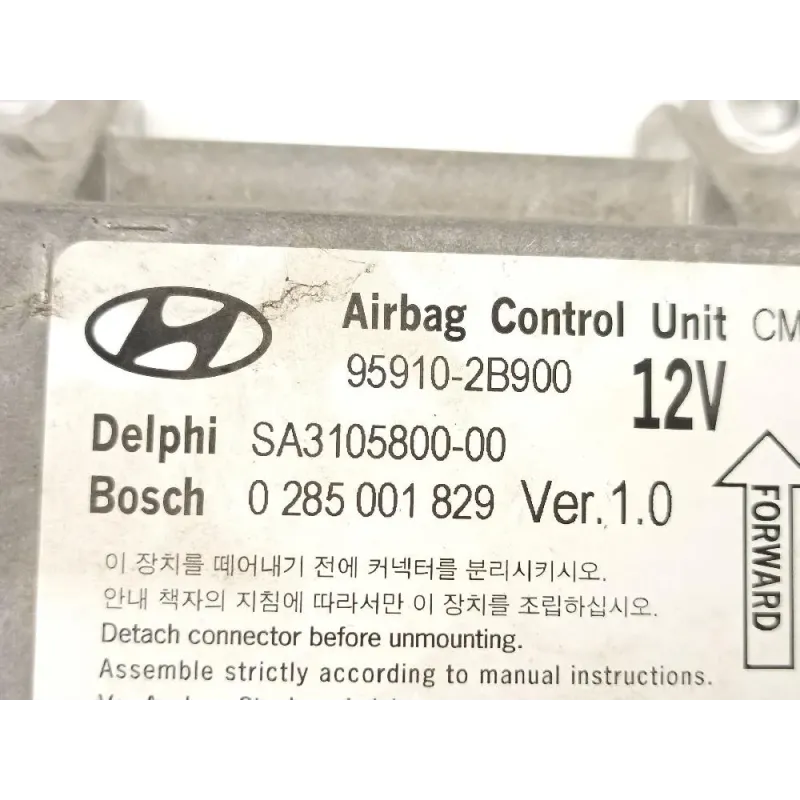 Airbag Control Unit CM
95910-2B900 12V
Delphi SA3105800-00
Bosch 0 285 001 829 Ver.1.0
FORWARD
이 장치를 떼어내기 전에 커넥터를 분리시키시오.
안내 책자의 지침에 따라서만 이 장치를 조립하십시오.
Detach connector before unmounting.
Assemble strictly according to manual instructions.